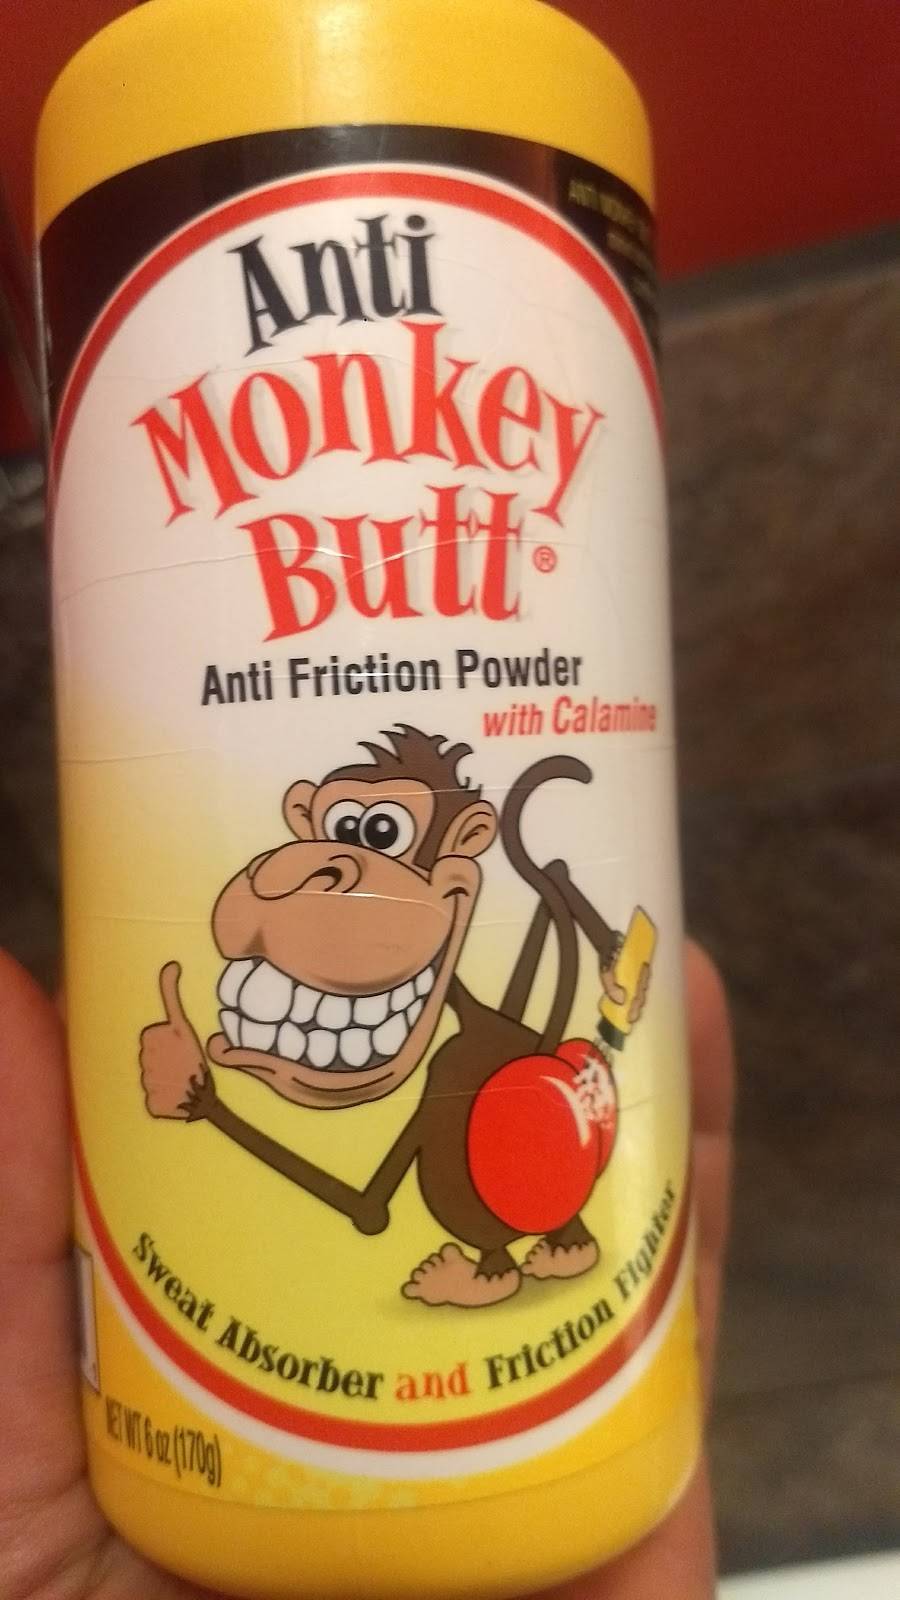 Anti
Monkey
Butt®
Anti Friction Powder
with Calamine
Sweat Absorber and Friction Fighter
NET WT 6 oz (170g)